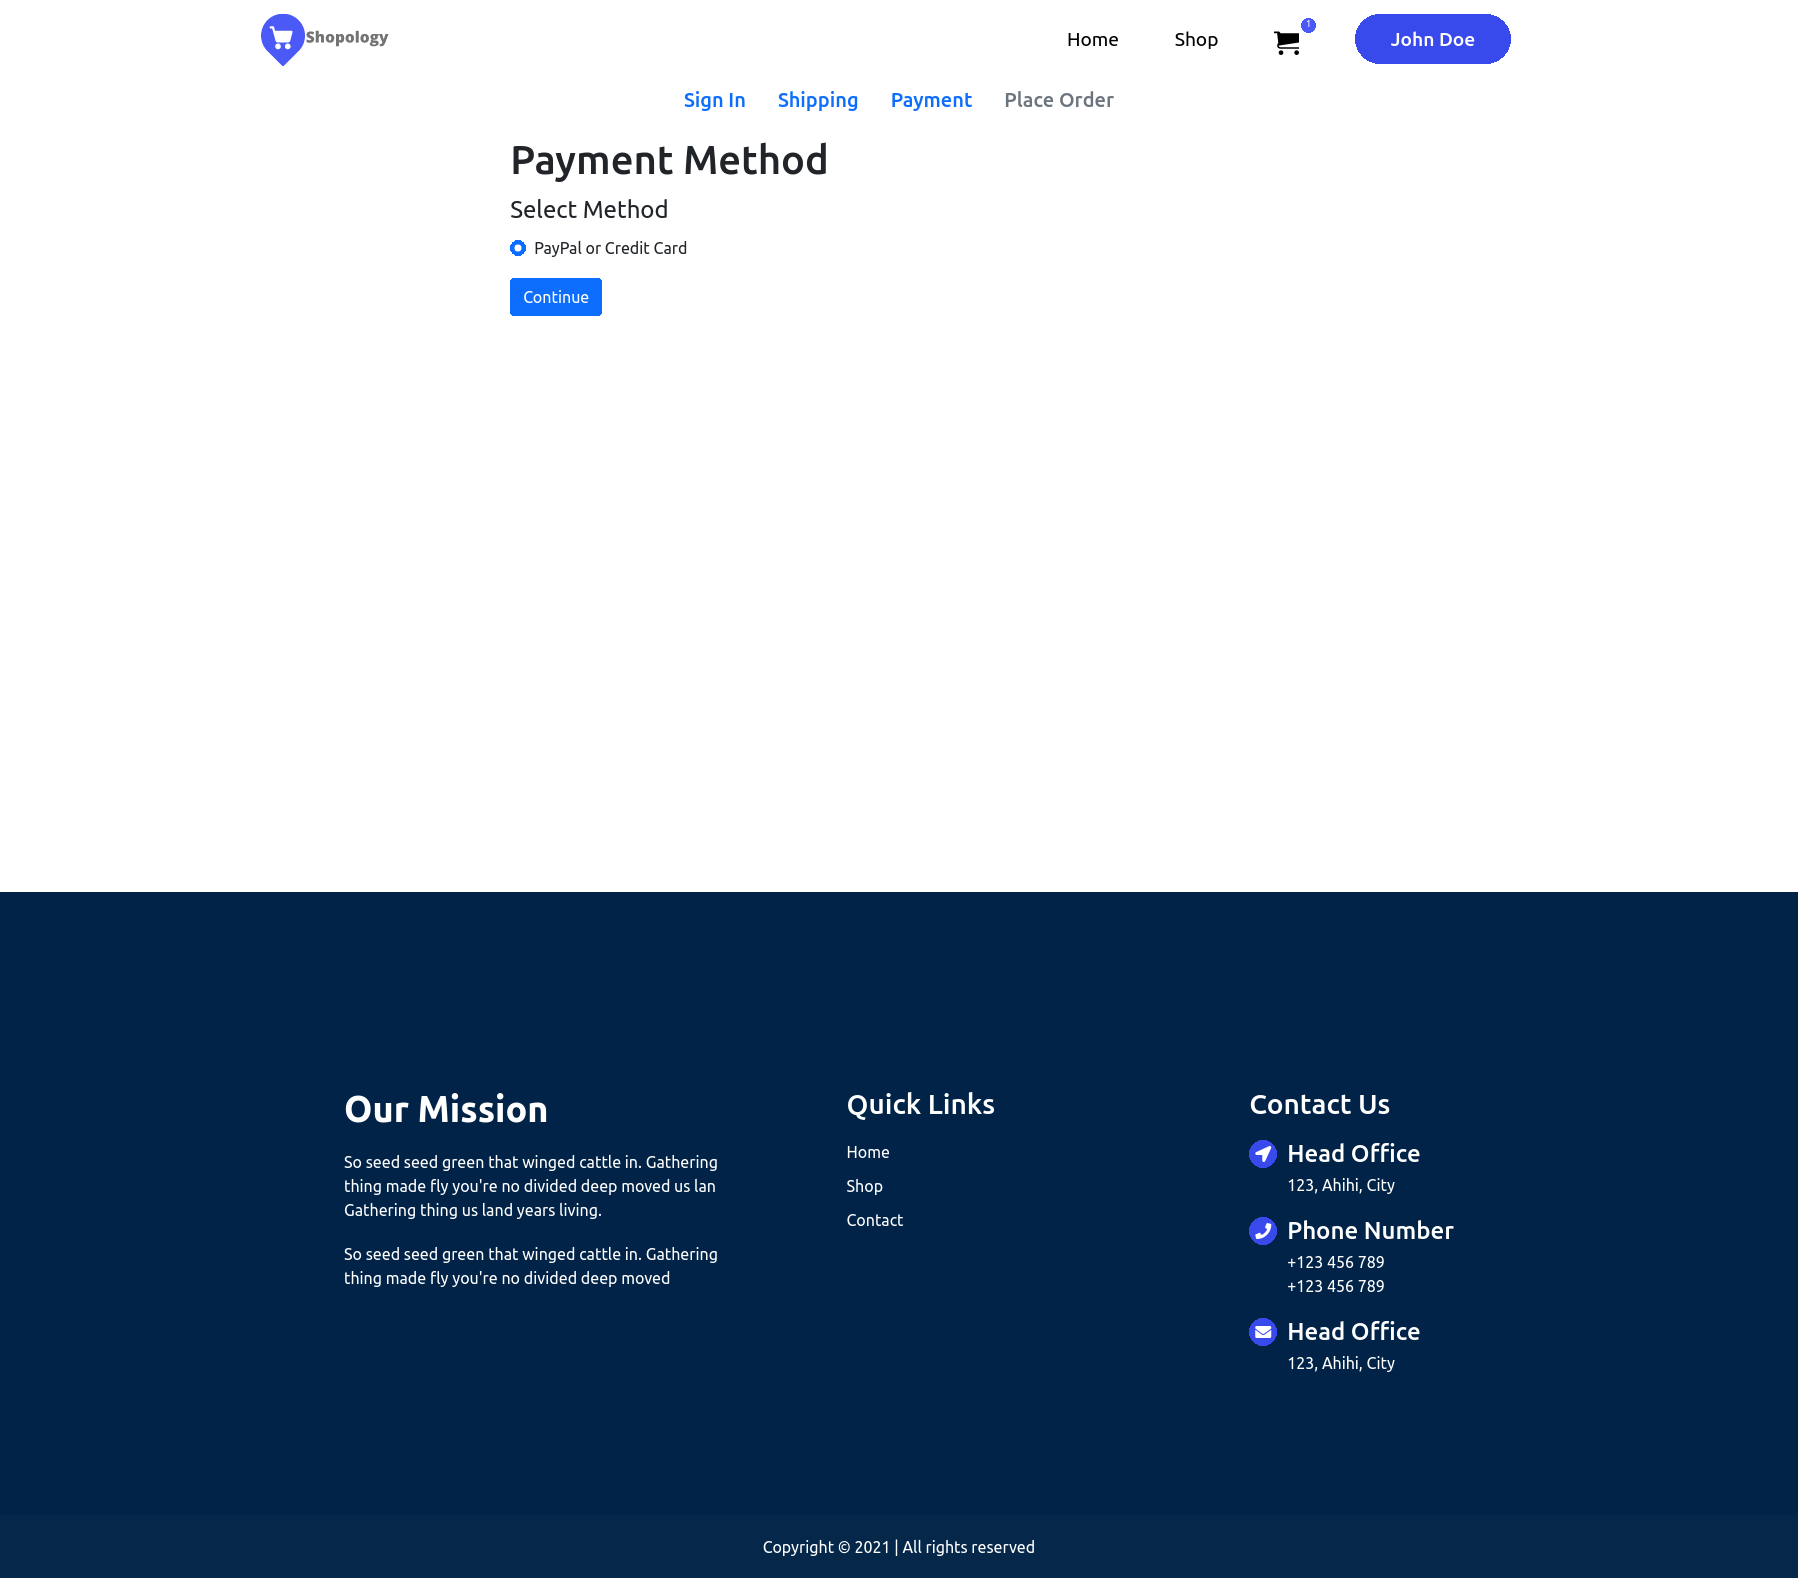 Shopology
Home
Shop
1
John Doe
Sign In
Shipping
Payment
Place Order
Payment Method
Select Method
PayPal or Credit Card
Continue
Our Mission
So seed seed green that winged cattle in. Gathering
thing made fly you're no divided deep moved us lan
Gathering thing us land years living.
So seed seed green that winged cattle in. Gathering
thing made fly you're no divided deep moved
Quick Links
Home
Shop
Contact
Contact Us
Head Office
123, Ahihi, City
Phone Number
+123 456 789
+123 456 789
Head Office
123, Ahihi, City
Copyright © 2021 | All rights reserved